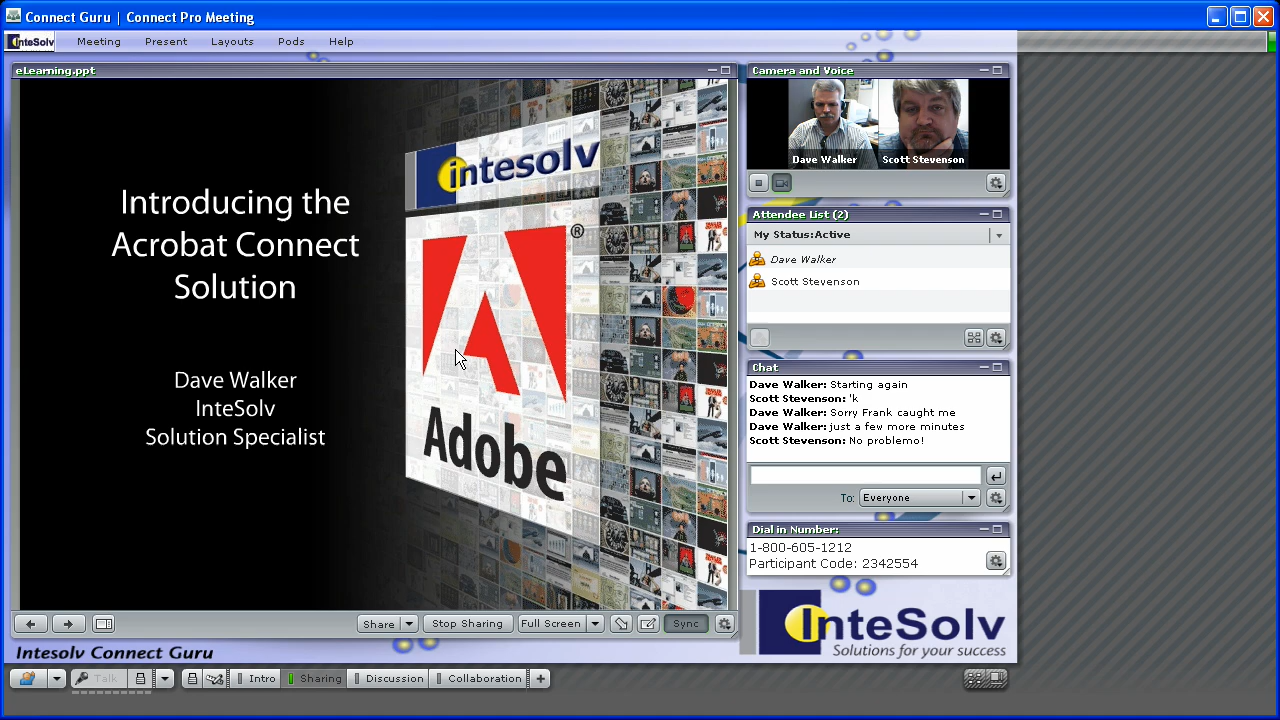 Connect Guru | Connect Pro Meeting
InteSolv
Meeting Present Layouts Pods Help
eLearning.ppt
Introducing the
Acrobat Connect
Solution
Dave Walker
InteSolv
Solution Specialist
intesolv
®
Adobe
Camera and Voice
Dave Walker Scott Stevenson
Attendee List (2)
My Status:Active
Dave Walker
Scott Stevenson
Chat
Dave Walker: Starting again
Scott Stevenson: 'k
Dave Walker: Sorry Frank caught me
Dave Walker: just a few more minutes
Scott Stevenson: No problemo!
To: Everyone
Dial in Number:
1-800-605-1212
Participant Code: 2342554
Share Stop Sharing Full Screen Sync
InteSolv
Solutions for your success
Intesolv Connect Guru
Talk Intro Sharing Discussion Collaboration